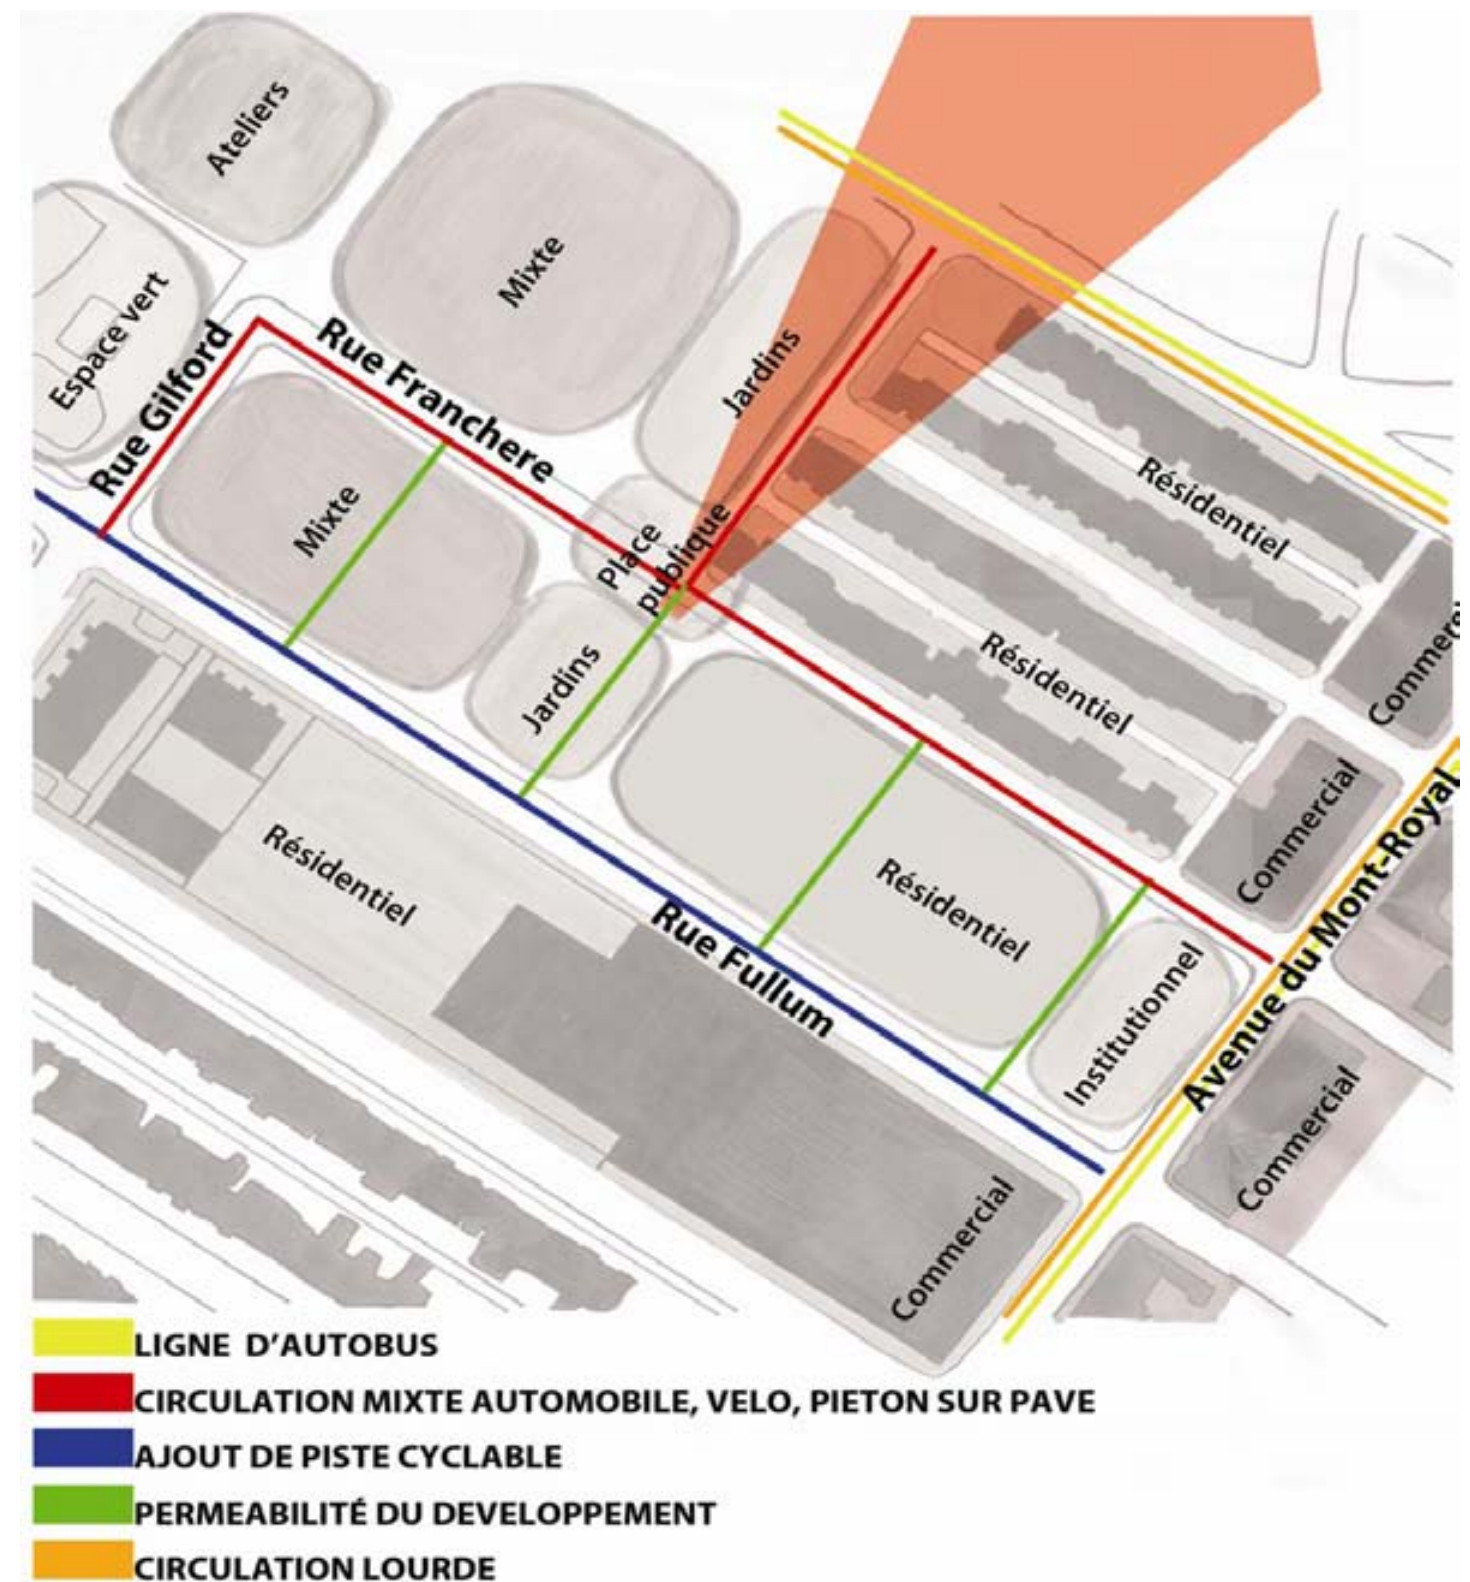 Ateliers
Mixte
Espace vert
Jardins
Rue Gilford
Rue Franchere
Mixte
Place
publique
Résidentiel
Résidentiel
Jardins
Commercial
Commercial
Résidentiel
Résidentiel
Rue Fullum
Institutionnel
Avenue du Mont-Royal
Commercial
Commercial
LIGNE D'AUTOBUS
CIRCULATION MIXTE AUTOMOBILE, VELO, PIETON SUR PAVE
AJOUT DE PISTE CYCLABLE
PERMEABILITÉ DU DEVELOPPEMENT
CIRCULATION LOURDE